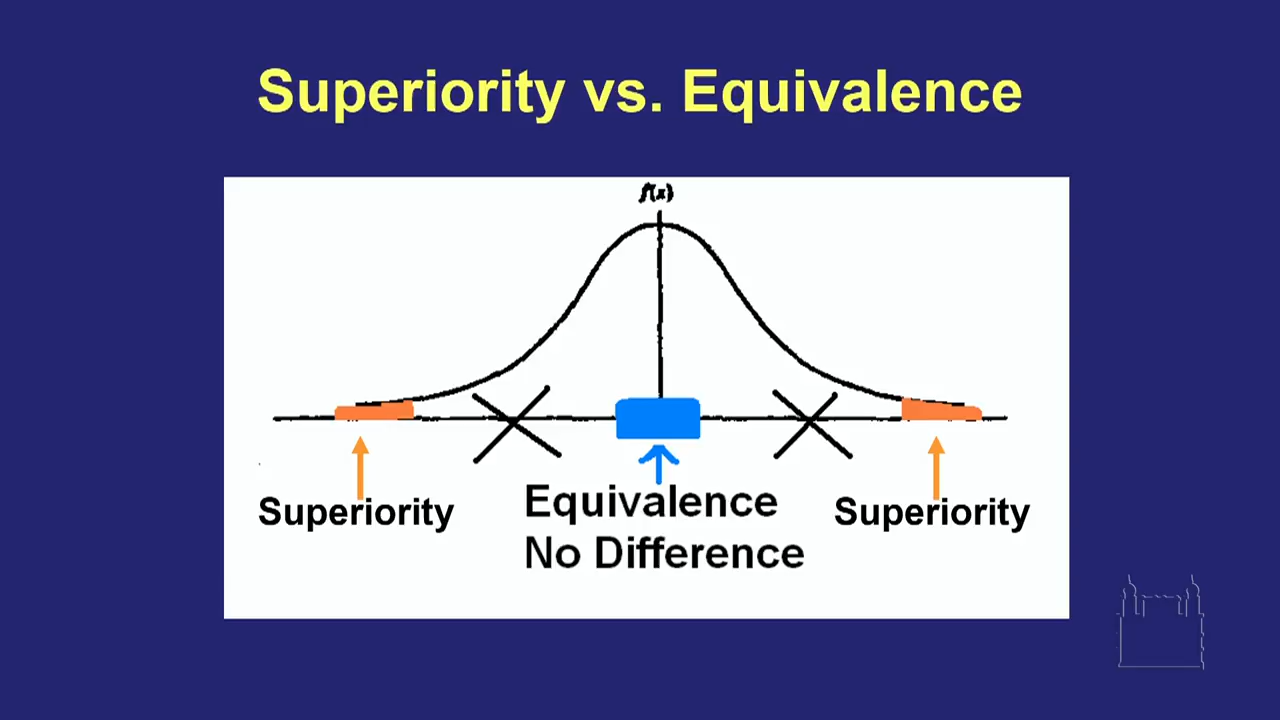 Superiority vs. Equivalence
f(x)
Superiority
Equivalence
No Difference
Superiority